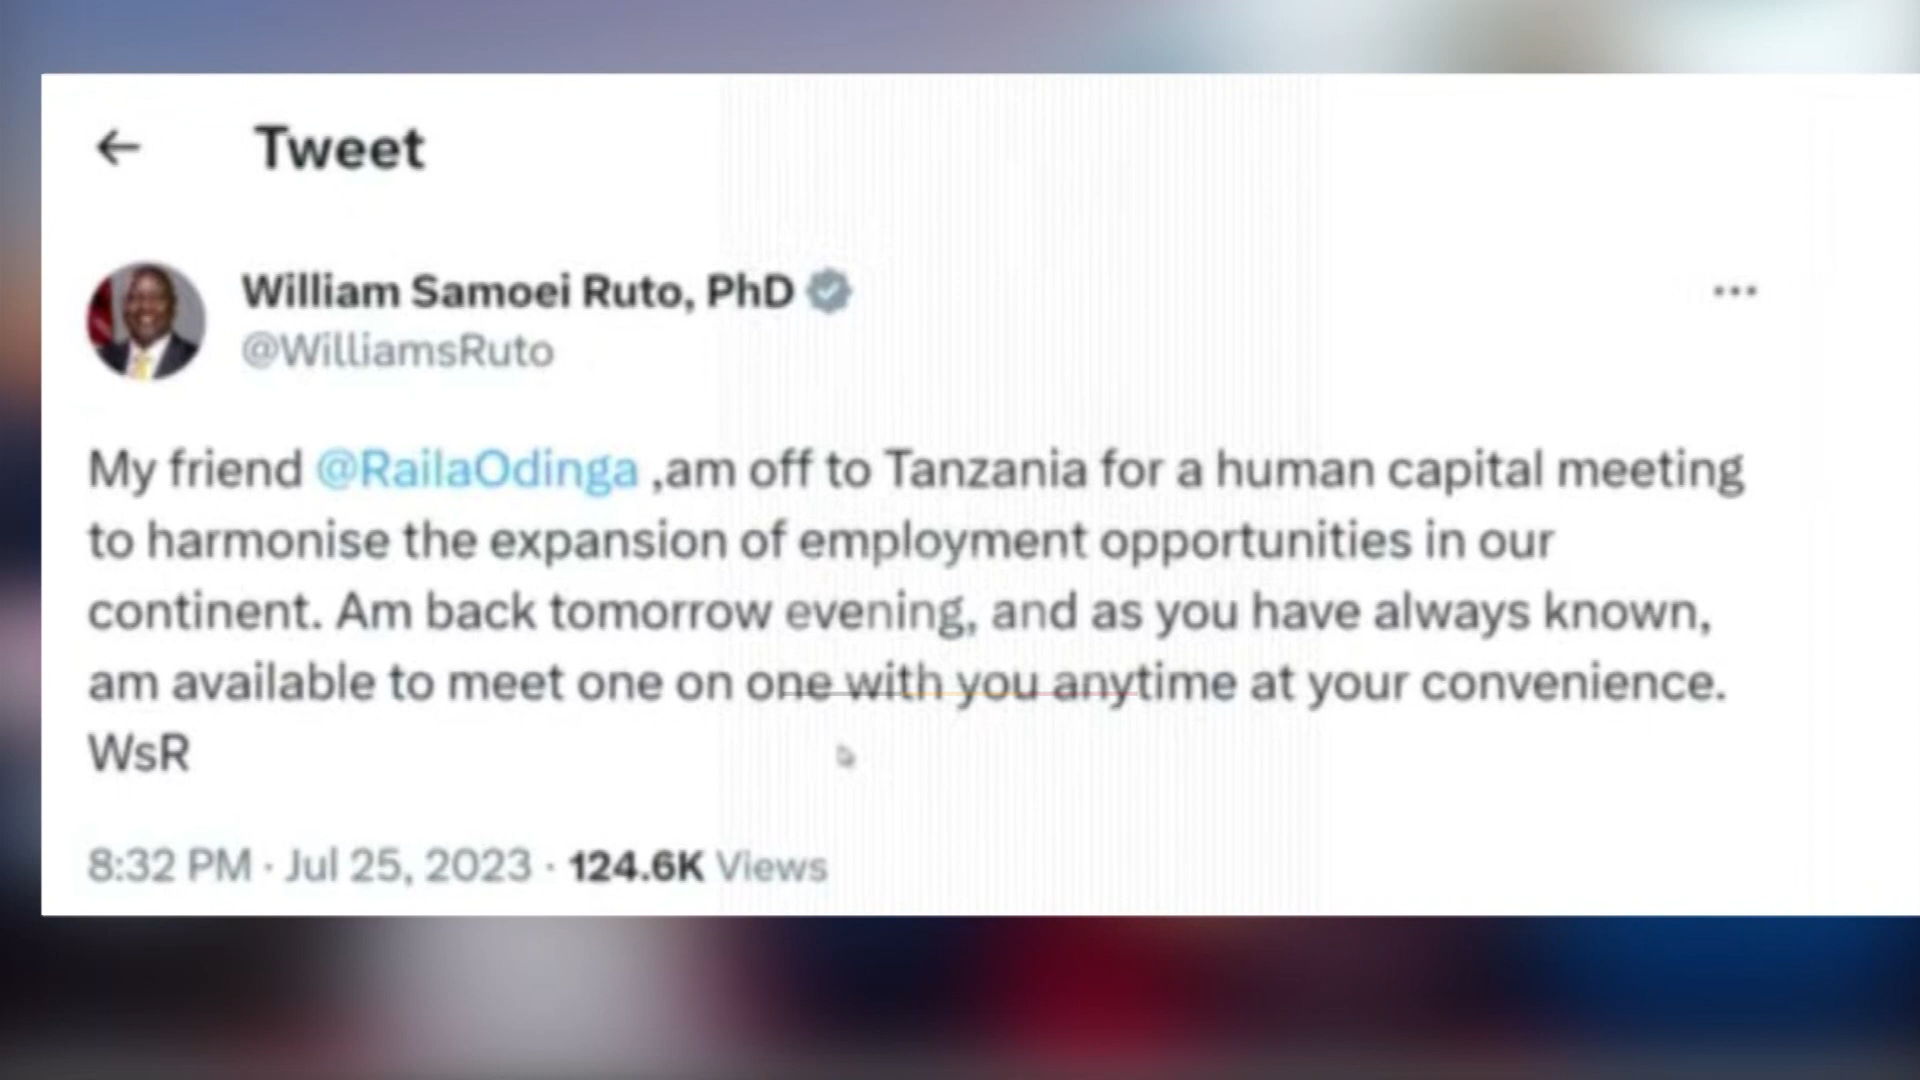 Tweet
William Samoei Ruto, PhD
@WilliamsRuto
My friend @RailaOdinga ,am off to Tanzania for a human capital meeting
to harmonise the expansion of employment opportunities in our
continent. Am back tomorrow evening, and as you have always known,
am available to meet one on one with you anytime at your convenience.
WsR
8:32 PM · Jul 25, 2023 · 124.6K Views